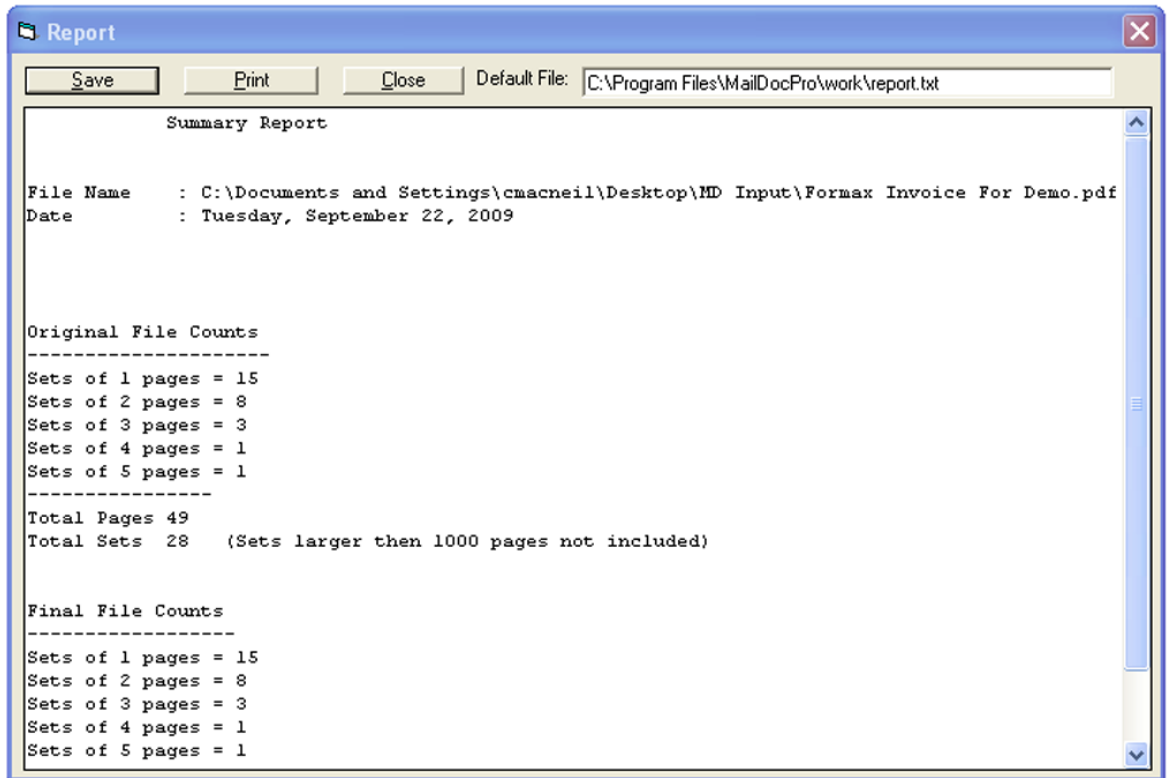 Report
Save Print Close Default File: C:\Program Files\MailDocPro\work\report.txt
Summary Report
File Name : C:\Documents and Settings\cmacneil\Desktop\MD Input\Formax Invoice For Demo.pdf
Date : Tuesday, September 22, 2009
Original File Counts
---------------------
Sets of 1 pages = 15
Sets of 2 pages = 8
Sets of 3 pages = 3
Sets of 4 pages = 1
Sets of 5 pages = 1
----------------
Total Pages 49
Total Sets 28 (Sets larger then 1000 pages not included)
Final File Counts
------------------
Sets of 1 pages = 15
Sets of 2 pages = 8
Sets of 3 pages = 3
Sets of 4 pages = 1
Sets of 5 pages = 1